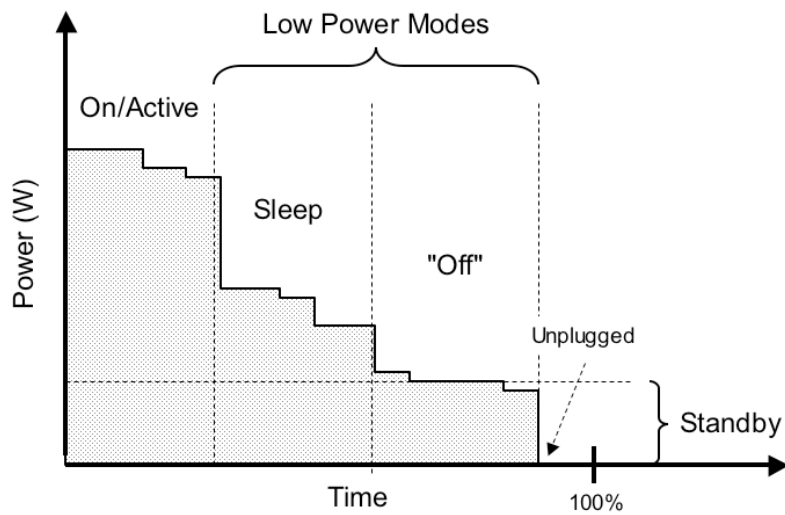 Low Power Modes
On/Active
Sleep
"Off"
Power (W)
Unplugged
Standby
Time
100%